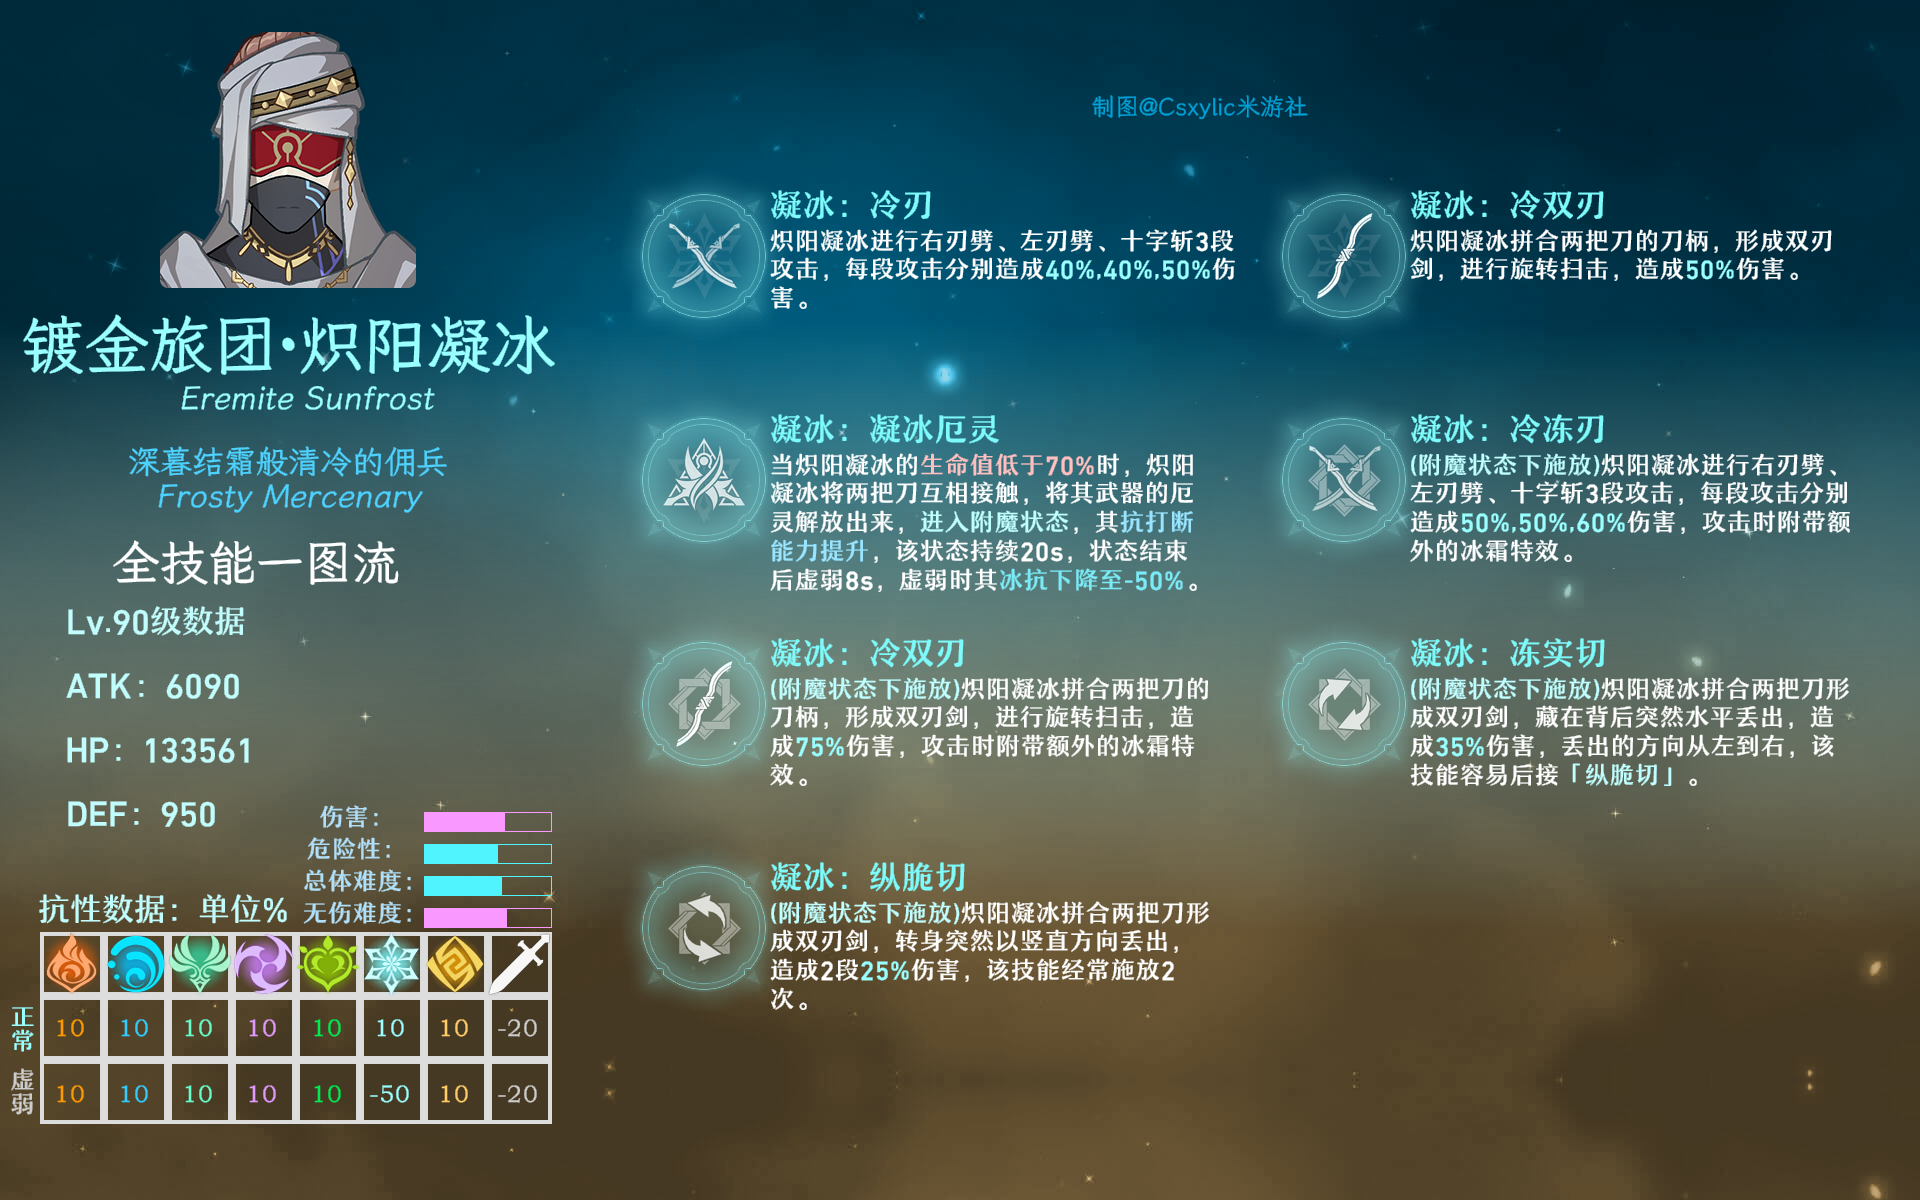 制图@Csxylic米游社
镀金旅团·炽阳凝冰
Eremite Sunfrost
深暮结霜般清冷的佣兵
Frosty Mercenary
全技能一图流
Lv.90级数据
ATK：6090
HP：133561
DEF：950
伤害：
危险性：
总体难度：
无伤难度：
抗性数据：单位%
正常 10 10 10 10 10 10 10 -20
虚弱 10 10 10 10 10 -50 10 -20
凝冰：冷刃
炽阳凝冰进行右刃劈、左刃劈、十字斩3段
攻击，每段攻击分别造成40%,40%,50%伤
害。
凝冰：冷双刃
炽阳凝冰拼合两把刀的刀柄，形成双刃
剑，进行旋转扫击，造成50%伤害。
凝冰：凝冰厄灵
当炽阳凝冰的生命值低于70%时，炽阳
凝冰将两把刀互相接触，将其武器的厄
灵解放出来，进入附魔状态，其抗打断
能力提升，该状态持续20s，状态结束
后虚弱8s，虚弱时其冰抗下降至-50%。
凝冰：冷冻刃
(附魔状态下施放)炽阳凝冰进行右刃劈、
左刃劈、十字斩3段攻击，每段攻击分别
造成50%,50%,60%伤害，攻击时附带额
外的冰霜特效。
凝冰：冷双刃
(附魔状态下施放)炽阳凝冰拼合两把刀的
刀柄，形成双刃剑，进行旋转扫击，造
成75%伤害，攻击时附带额外的冰霜特
效。
凝冰：冻实切
(附魔状态下施放)炽阳凝冰拼合两把刀形
成双刃剑，藏在背后突然水平丢出，造
成35%伤害，丢出的方向从左到右，该
技能容易后接「纵脆切」。
凝冰：纵脆切
(附魔状态下施放)炽阳凝冰拼合两把刀形
成双刃剑，转身突然以竖直方向丢出，
造成2段25%伤害，该技能经常施放2
次。